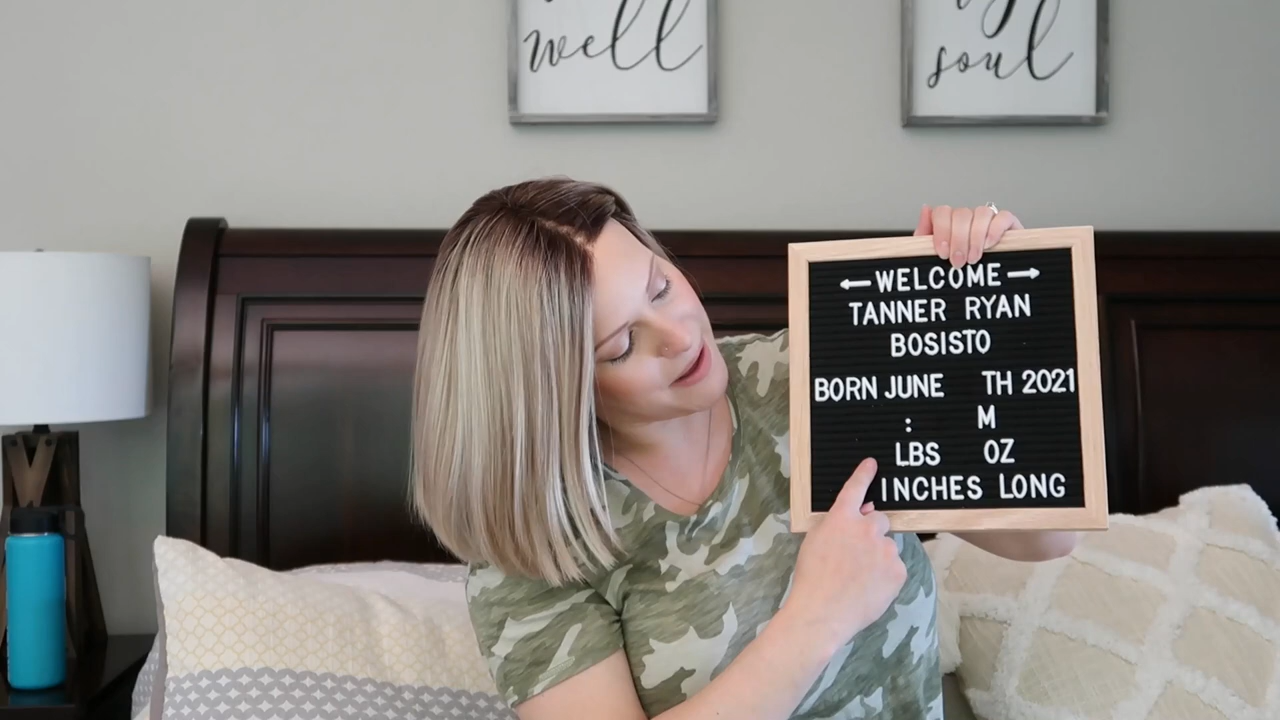 well
soul
←WELCOME→
TANNER RYAN
BOSISTO
BORN JUNE TH 2021
: M
LBS OZ
INCHES LONG